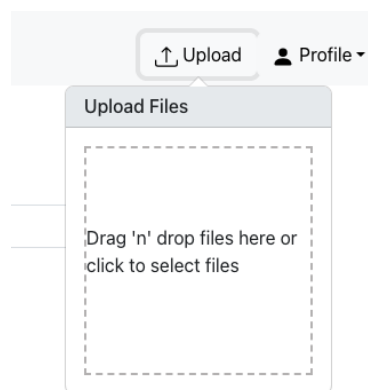 Upload Profile
Upload Files
Drag 'n' drop files here or
click to select files